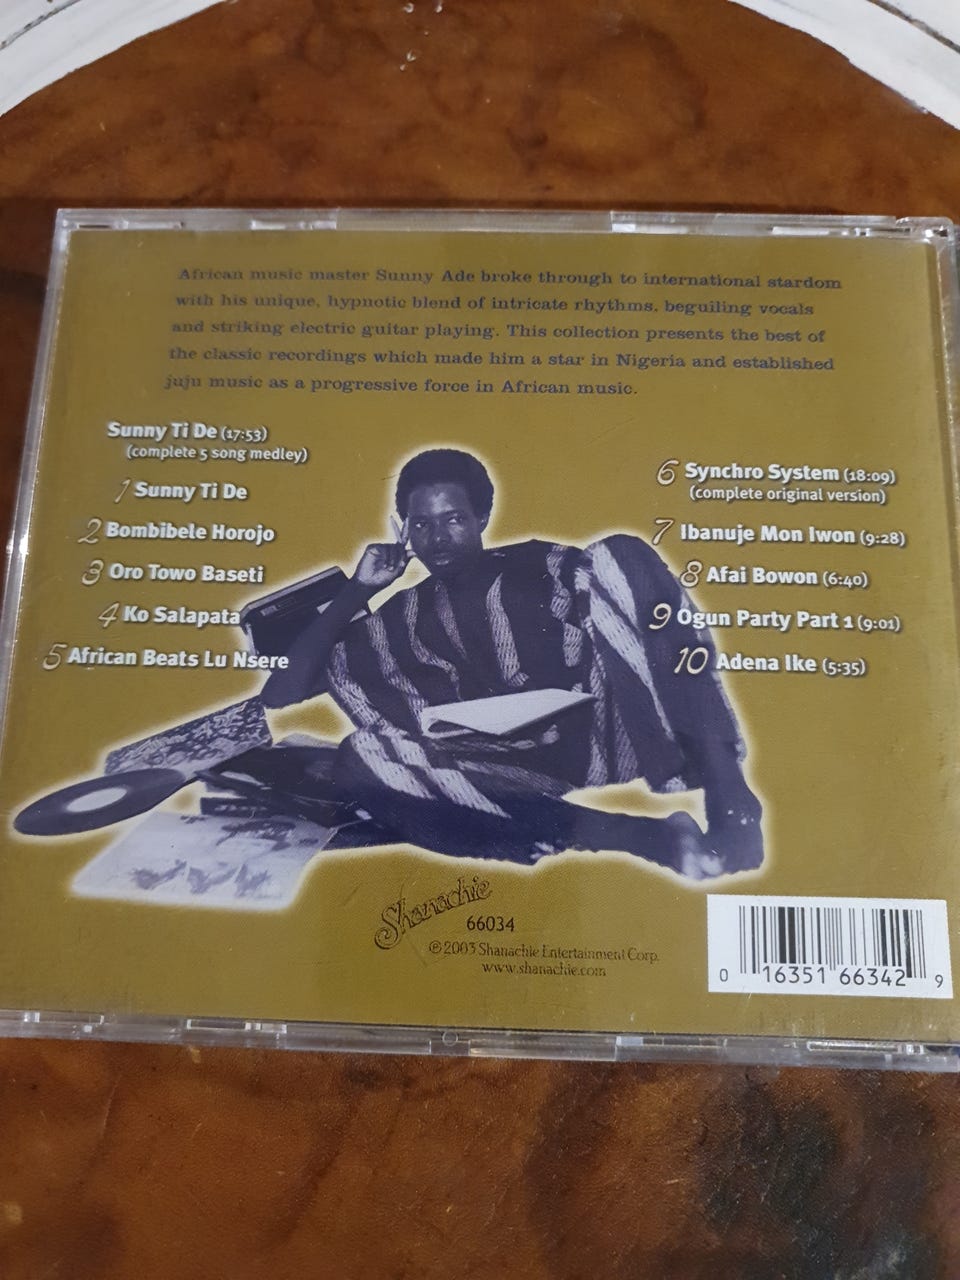 African music master Sunny Ade broke through to international stardom
with his unique, hypnotic blend of intricate rhythms, beguiling vocals
and striking electric guitar playing. This collection presents the best of
the classic recordings which made him a star in Nigeria and established
juju music as a progressive force in African music.
Sunny Ti De (17:53)
(complete 5 song medley)
1 Sunny Ti De
2 Bombibele Horojo
3 Oro Towo Baseti
4 Ko Salapata
5 African Beats Lu Nsere
6 Synchro System (18:09)
(complete original version)
7 Ibanuje Mon Iwon (9:28)
8 Afai Bowon (6:40)
9 Ogun Party Part 1 (9:01)
10 Adena Ike (5:35)
Shanachie
66034
℗©2003 Shanachie Entertainment Corp.
www.shanachie.com
0 16351 66342 9